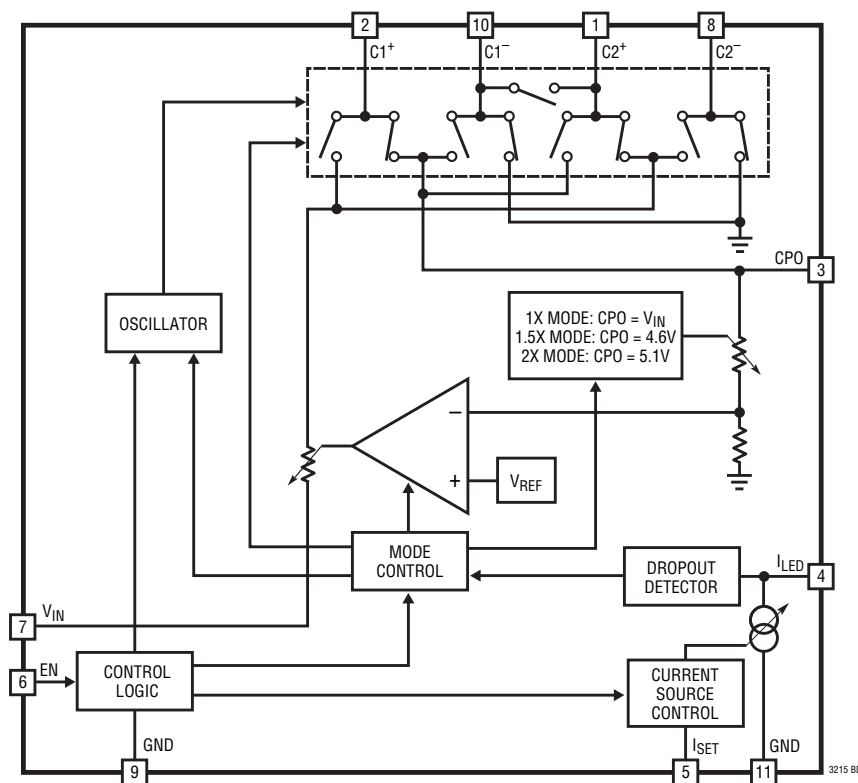 2 10 1 8
C1+ C1− C2+ C2−
CPO
3
OSCILLATOR
1X MODE: CPO = VIN
1.5X MODE: CPO = 4.6V
2X MODE: CPO = 5.1V
−
+
VREF
MODE
CONTROL
DROPOUT
DETECTOR
ILED
4
VIN
7
EN
6
CONTROL
LOGIC
CURRENT
SOURCE
CONTROL
GND
ISET
GND
9 5 11
3215 BD